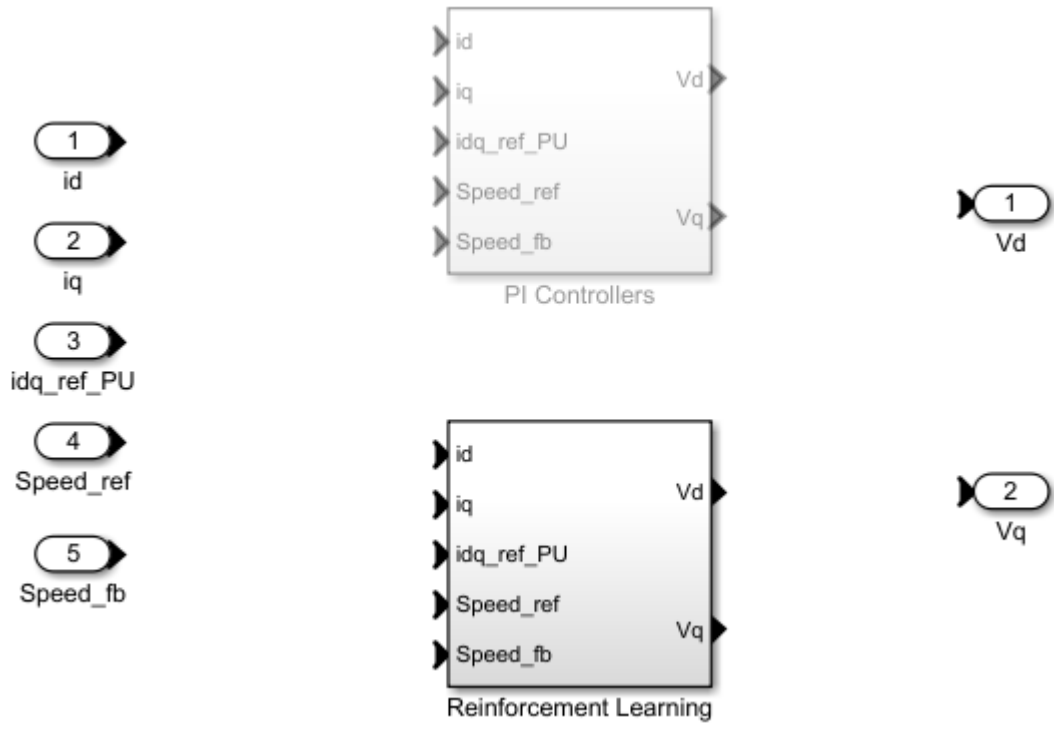 1
id
2
iq
3
idq_ref_PU
4
Speed_ref
5
Speed_fb
id
iq
idq_ref_PU
Speed_ref
Speed_fb
Vd
Vq
PI Controllers
id
iq
idq_ref_PU
Speed_ref
Speed_fb
Vd
Vq
Reinforcement Learning
1
Vd
2
Vq